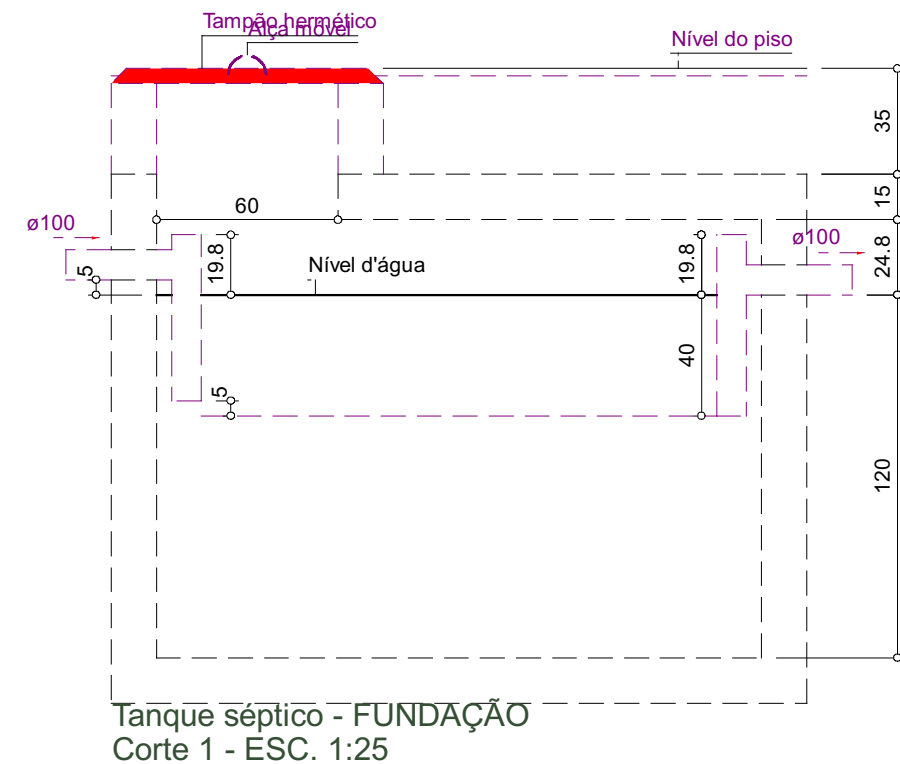 Tampão hermético
Alça móvel
Nível do piso
35
15
60
ø100
ø100
19.8
19.8
24.8
5
Nível d'água
40
5
120
Tanque séptico - FUNDAÇÃO
Corte 1 - ESC. 1:25